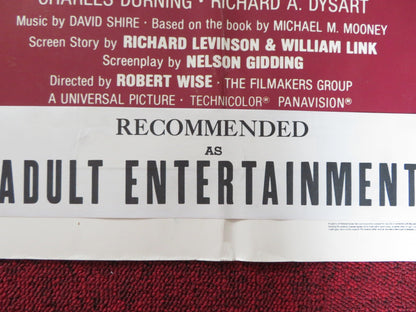 CHARLES DURNING · RICHARD A. DYSART
Music by DAVID SHIRE · Based on the book by MICHAEL M. MOONEY
Screen Story by RICHARD LEVINSON & WILLIAM LINK
Screenplay by NELSON GIDDING
Directed by ROBERT WISE · THE FILMAKERS GROUP
A UNIVERSAL PICTURE · TECHNICOLOR® PANAVISION®
RECOMMENDED
AS
ADULT ENTERTAINMENT